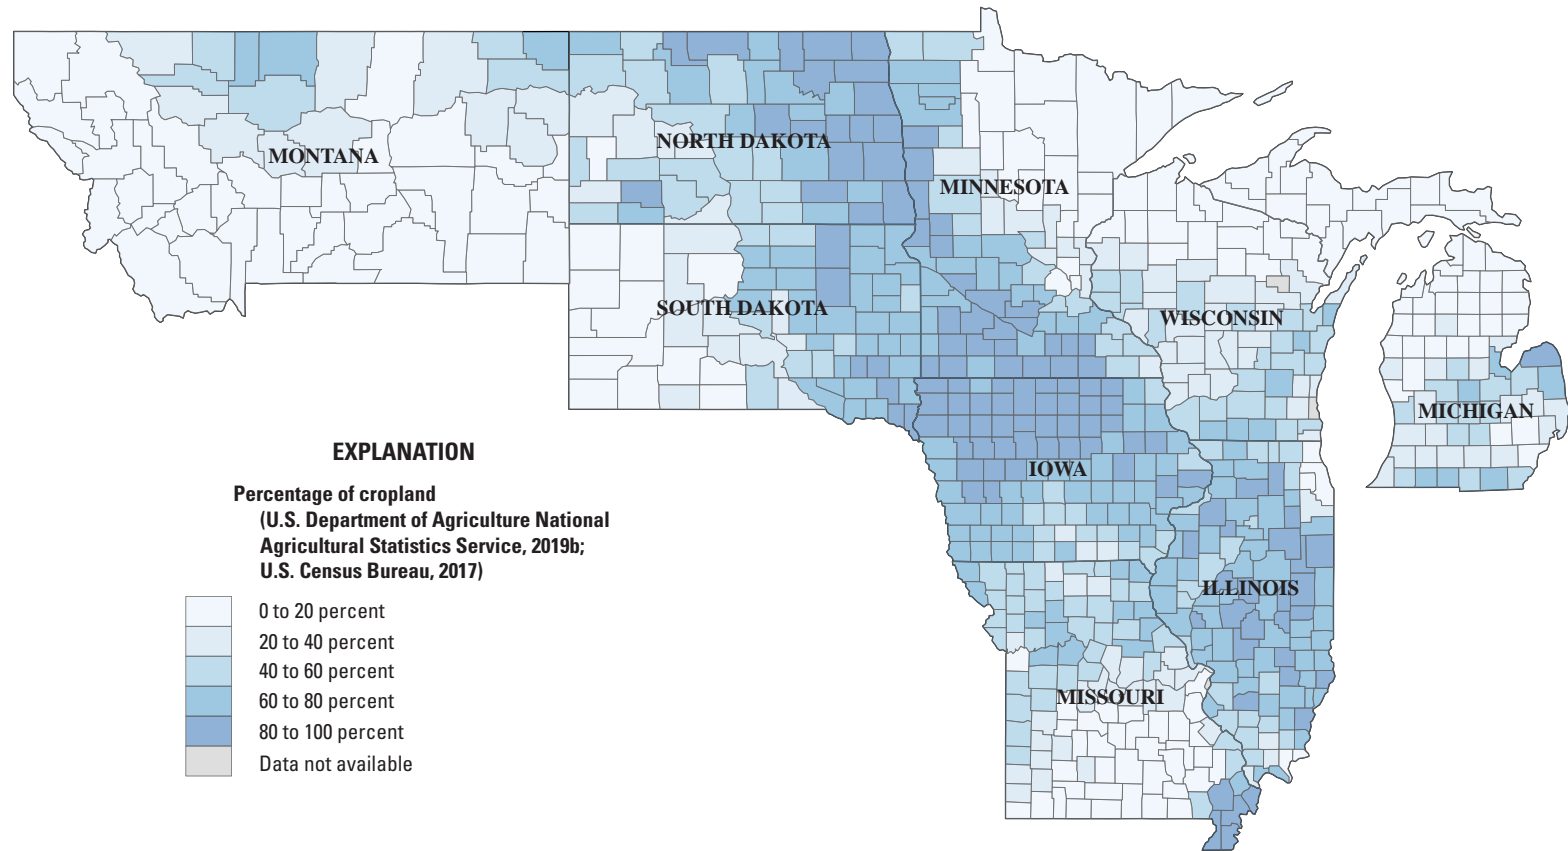 MONTANA
NORTH DAKOTA
MINNESOTA
SOUTH DAKOTA
WISCONSIN
MICHIGAN
IOWA
ILLINOIS
MISSOURI
EXPLANATION
Percentage of cropland
(U.S. Department of Agriculture National
Agricultural Statistics Service, 2019b;
U.S. Census Bureau, 2017)
0 to 20 percent
20 to 40 percent
40 to 60 percent
60 to 80 percent
80 to 100 percent
Data not available